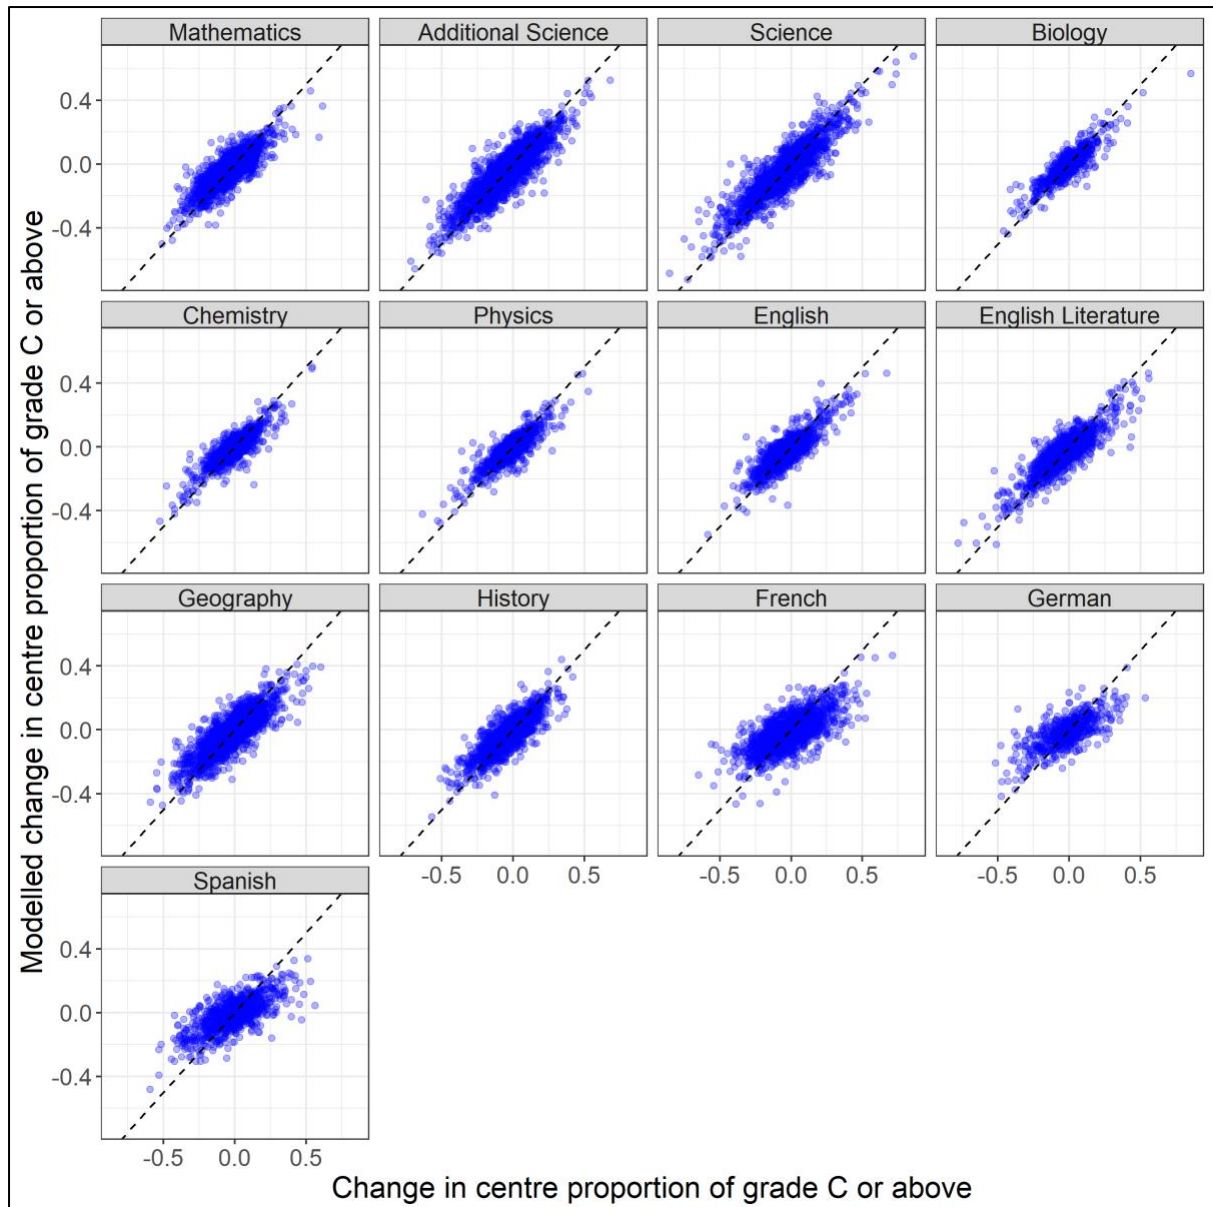 Modelled change in centre proportion of grade C or above
Mathematics
Additional Science
Science
Biology
0.4
0.0
-0.4
Chemistry
Physics
English
English Literature
0.4
0.0
-0.4
Geography
History
French
German
0.4
0.0
-0.4
-0.5 0.0 0.5
-0.5 0.0 0.5
-0.5 0.0 0.5
Spanish
0.4
0.0
-0.4
-0.5 0.0 0.5
Change in centre proportion of grade C or above